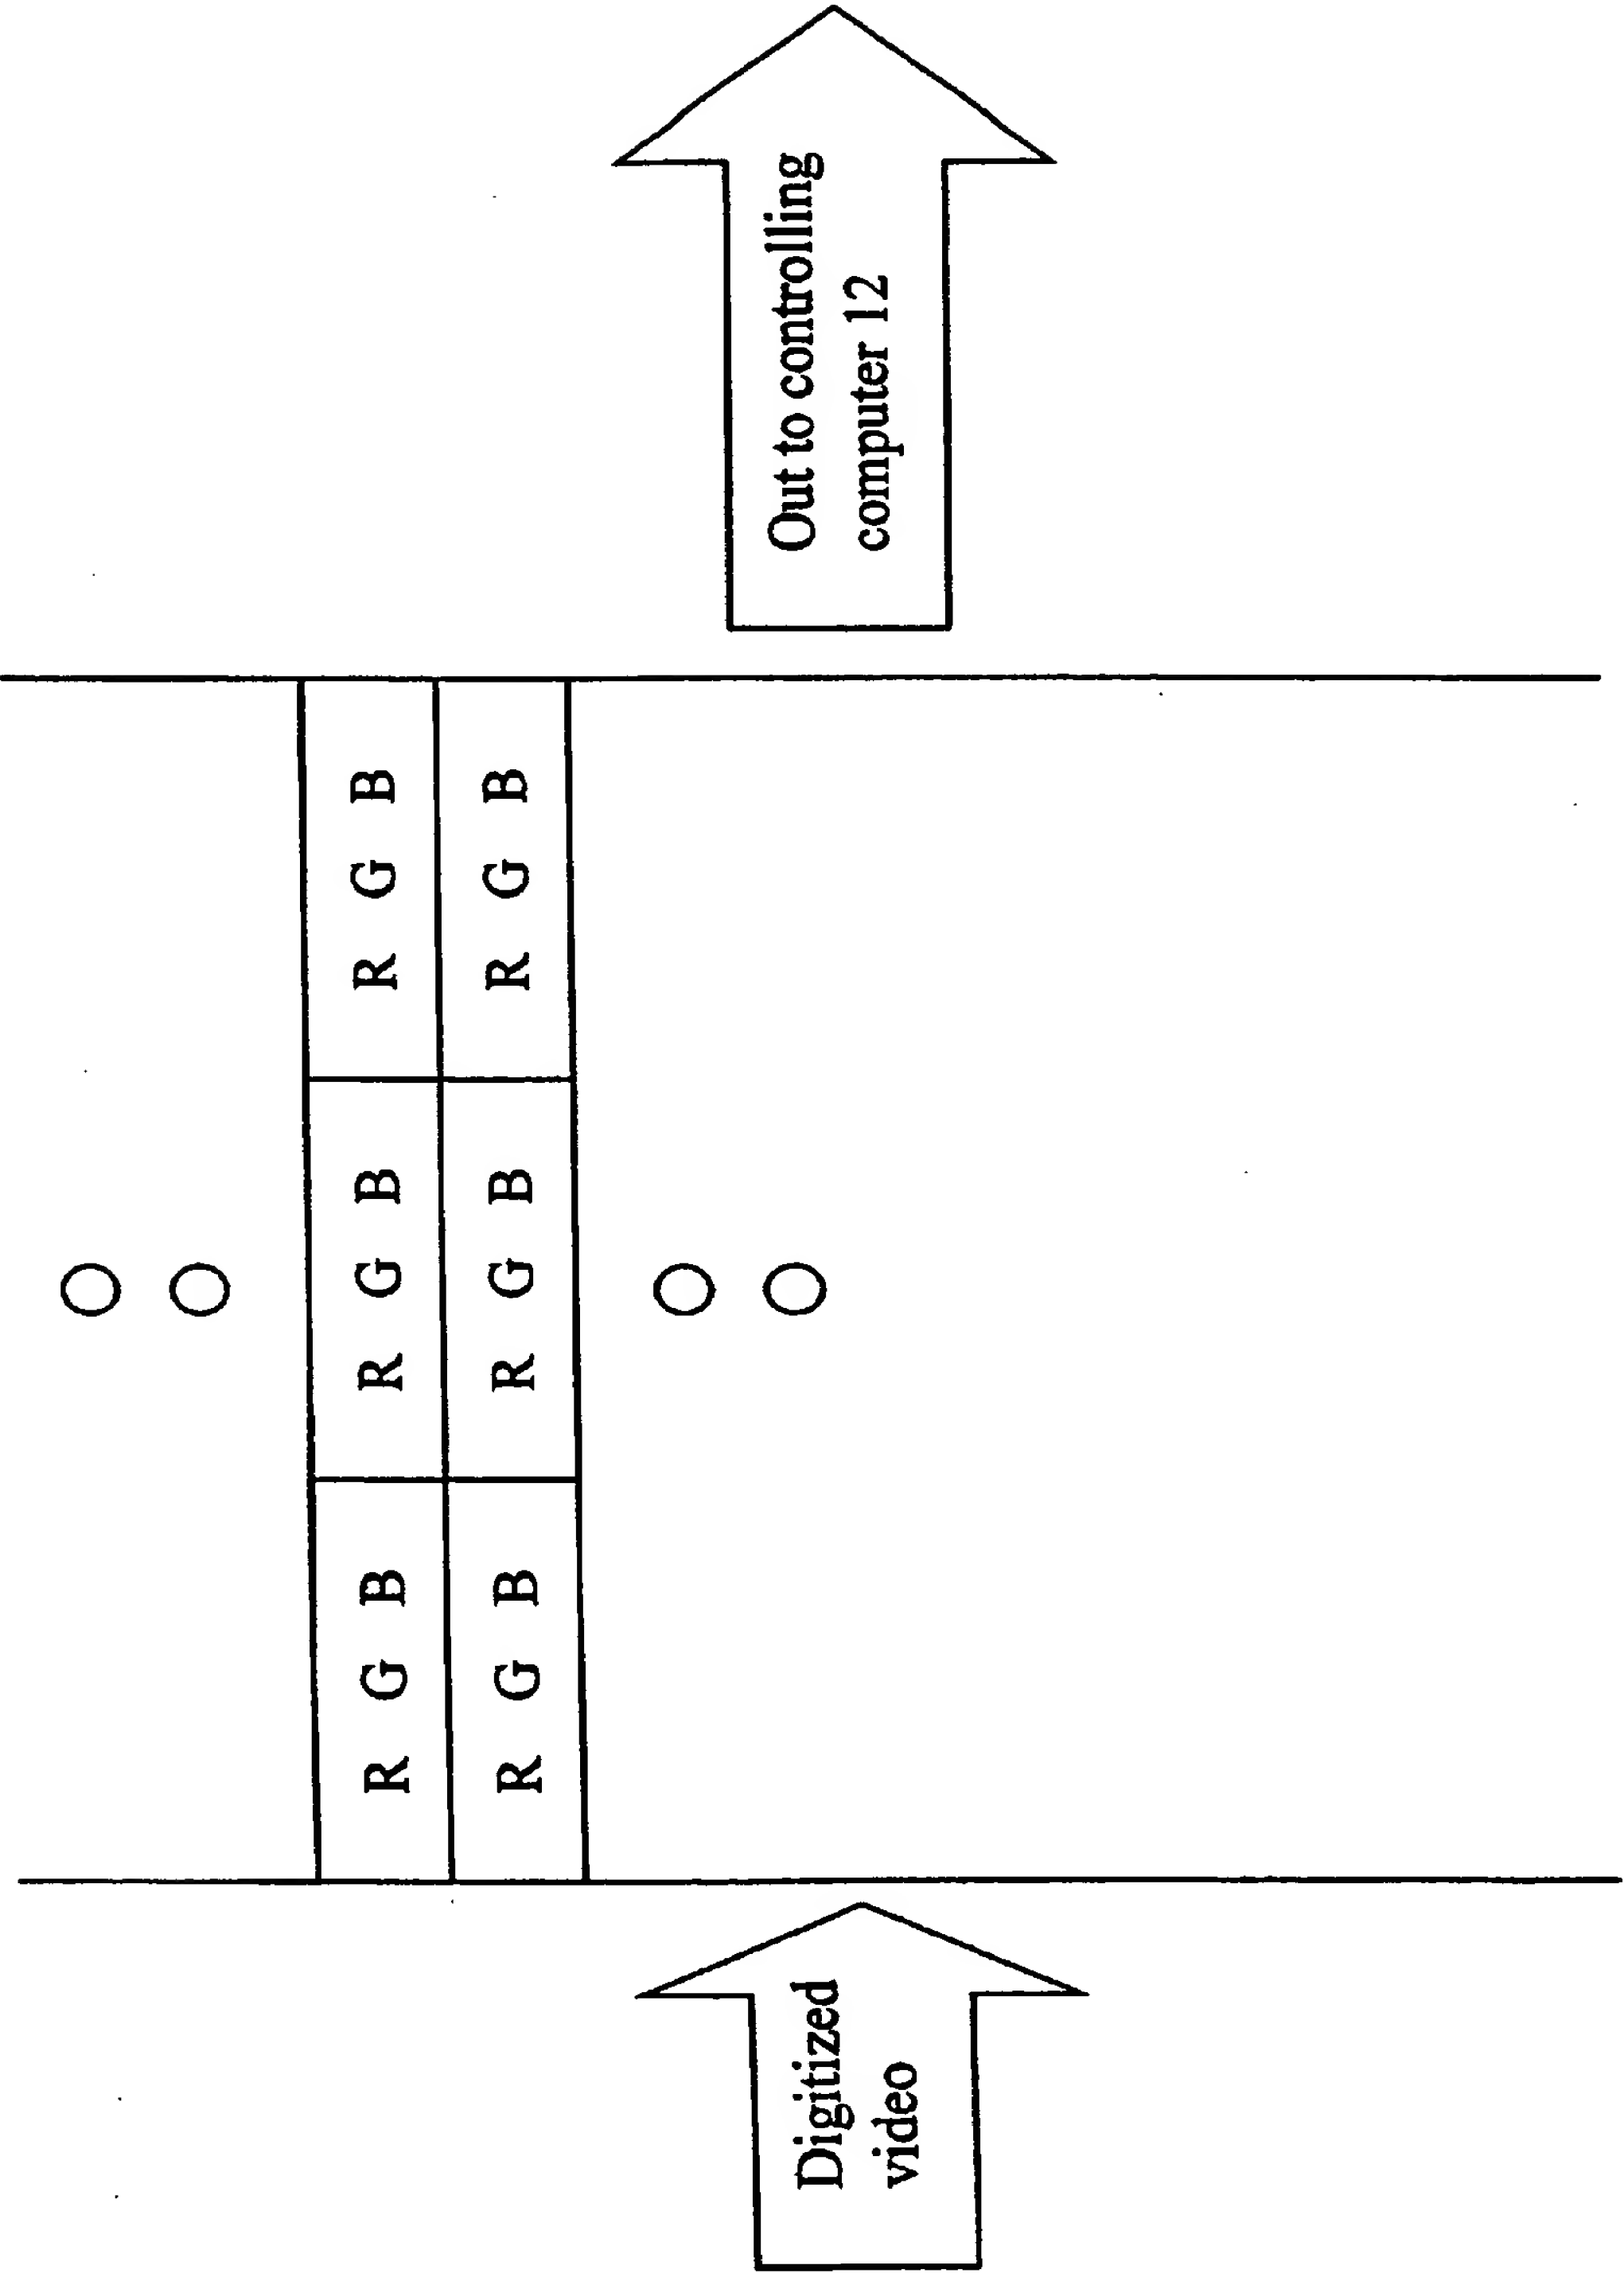 R G B R G B R G B
R G B R G B R G B
Digitized
video
Out to controlling
computer 12